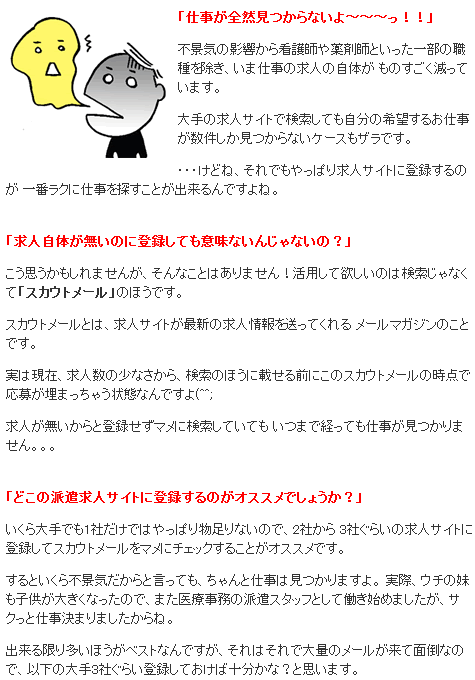 「仕事が全然見つからないよ～～～っ！！」
不景気の影響から看護師や薬剤師といった一部の職
種を除き、いま仕事の求人の自体が ものすごく減って
います。
大手の求人サイトで検索しても自分の希望するお仕事
が数件しか見つからないケースもザラです。
・・・けどね、それでもやっぱり求人サイトに登録するの
が 一番ラクに仕事を探すことが出来るんですよね。
「求人自体が無いのに登録しても意味ないんじゃないの？」
こう思うかもしれませんが、そんなことはありません！活用して欲しいのは検索じゃなく
て「スカウトメール」のほうです。
スカウトメールとは、求人サイトが最新の求人情報を送ってくれる メールマガジンのこと
です。
実は現在、求人数の少なさから、検索のほうに載せる前にこのスカウトメールの時点で
応募が埋まっちゃう状態なんですよ(^^;
求人が無いからと登録せずマメに検索していても いつまで経っても仕事が見つかりま
せん。。。
「どこの派遣求人サイトに登録するのがオススメでしょうか？」
いくら大手でも1社だけではやっぱり物足りないので、2社から 3社ぐらいの求人サイトに
登録してスカウトメールをマメにチェックすることがオススメです。
するといくら不景気だからと言っても、ちゃんと仕事は見つかりますよ。 実際、ウチの妹
も子供が大きくなったので、また医療事務の派遣スタッフとして働き始めましたが、サ
クっと仕事決まりましたからね。
出来る限り多いほうがベストなんですが、それはそれで大量のメールが来て面倒なの
で、以下の大手3社ぐらい登録しておけば十分かな？と思います。